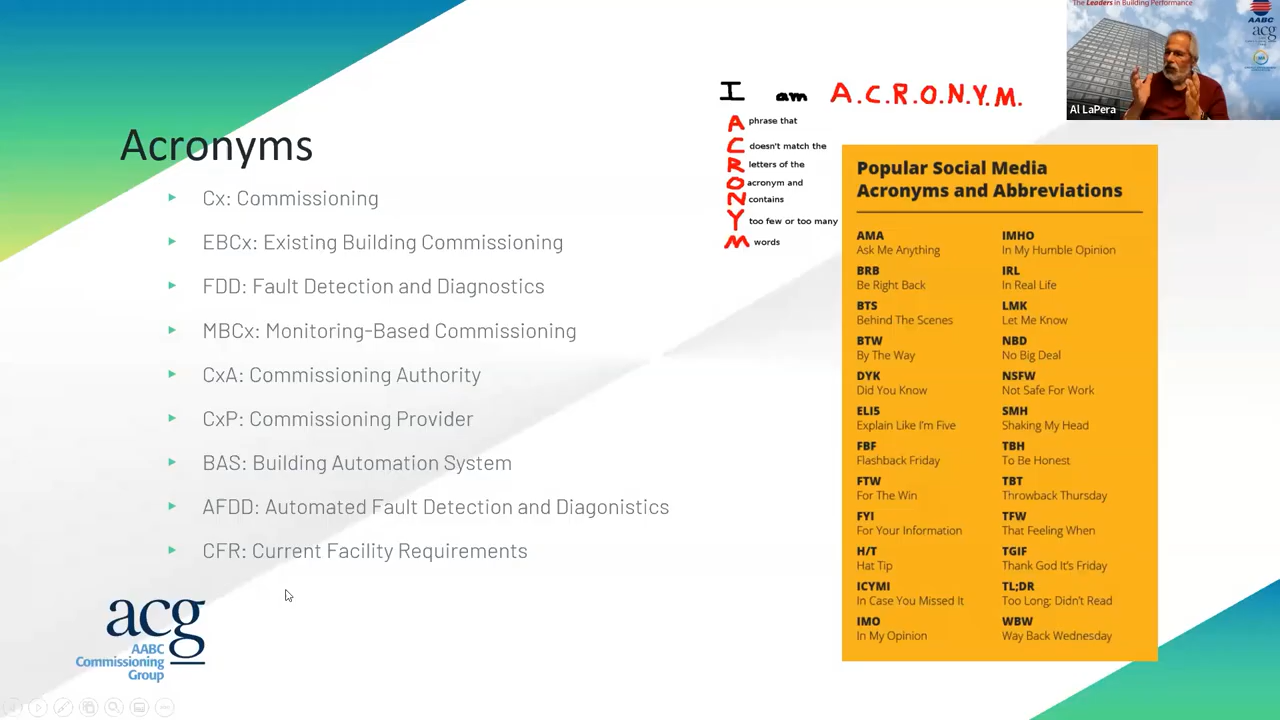 The Leaders in Building Performance
AABC
acg
Al LaPera
I am A.C.R.O.N.Y.M.
A phrase that
C doesn't match the
R letters of the
O acronym and
N contains
Y too few or too many
M words
Acronyms
Cx: Commissioning
EBCx: Existing Building Commissioning
FDD: Fault Detection and Diagnostics
MBCx: Monitoring-Based Commissioning
CxA: Commissioning Authority
CxP: Commissioning Provider
BAS: Building Automation System
AFDD: Automated Fault Detection and Diagonistics
CFR: Current Facility Requirements
acg
AABC
Commissioning
Group
Popular Social Media
Acronyms and Abbreviations
AMA
Ask Me Anything
BRB
Be Right Back
BTS
Behind The Scenes
BTW
By The Way
DYK
Did You Know
ELI5
Explain Like I'm Five
FBF
Flashback Friday
FTW
For The Win
FYI
For Your Information
H/T
Hat Tip
ICYMI
In Case You Missed It
IMO
In My Opinion
IMHO
In My Humble Opinion
IRL
In Real Life
LMK
Let Me Know
NBD
No Big Deal
NSFW
Not Safe For Work
SMH
Shaking My Head
TBH
To Be Honest
TBT
Throwback Thursday
TFW
That Feeling When
TGIF
Thank God It's Friday
TL;DR
Too Long; Didn't Read
WBW
Way Back Wednesday